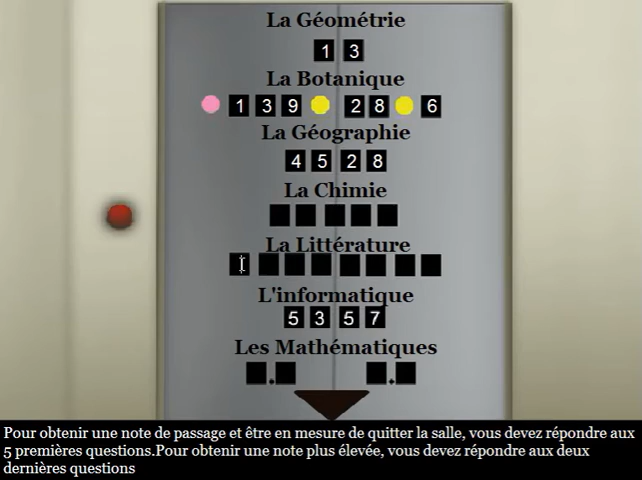 La Géométrie
1 3
La Botanique
1 3 9 2 8 6
La Géographie
4 5 2 8
La Chimie
La Littérature
L'informatique
5 3 5 7
Les Mathématiques
. .
Pour obtenir une note de passage et être en mesure de quitter la salle, vous devez répondre aux
5 premières questions.Pour obtenir une note plus élevée, vous devez répondre aux deux
dernières questions